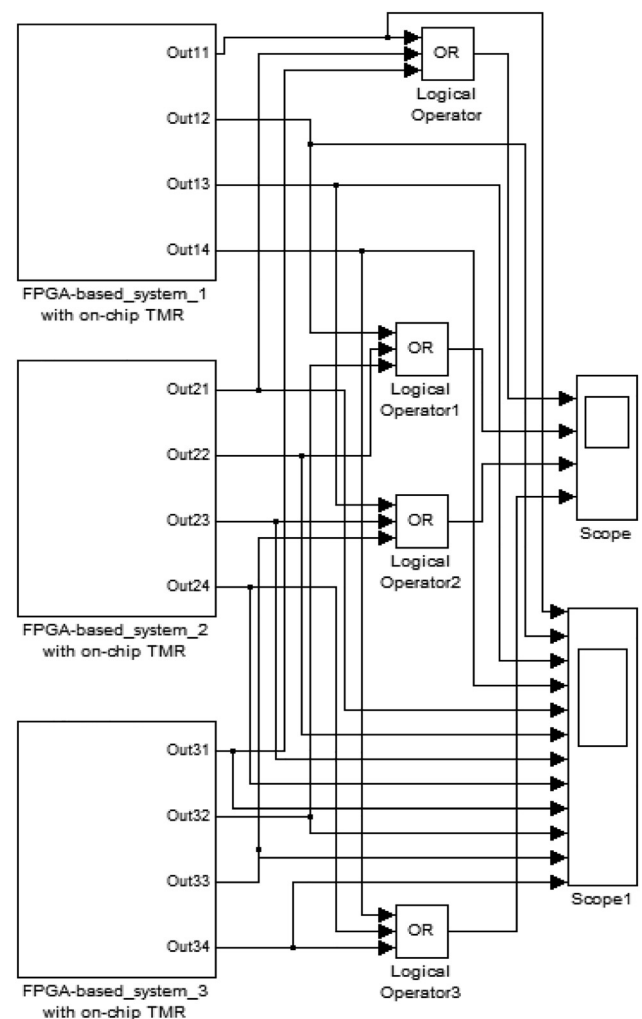 Out11
Out12
Out13
Out14
FPGA-based_system_1
with on-chip TMR
OR
Logical
Operator
Out21
Out22
Out23
Out24
FPGA-based_system_2
with on-chip TMR
OR
Logical
Operator1
OR
Logical
Operator2
Scope
Out31
Out32
Out33
Out34
FPGA-based_system_3
with on-chip TMR
OR
Logical
Operator3
Scope1